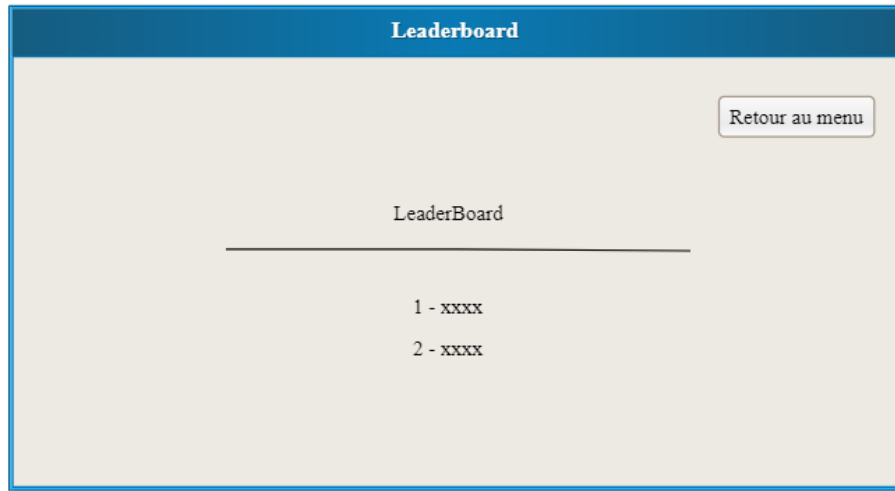 Leaderboard
Retour au menu
LeaderBoard
1 - xxxx
2 - xxxx